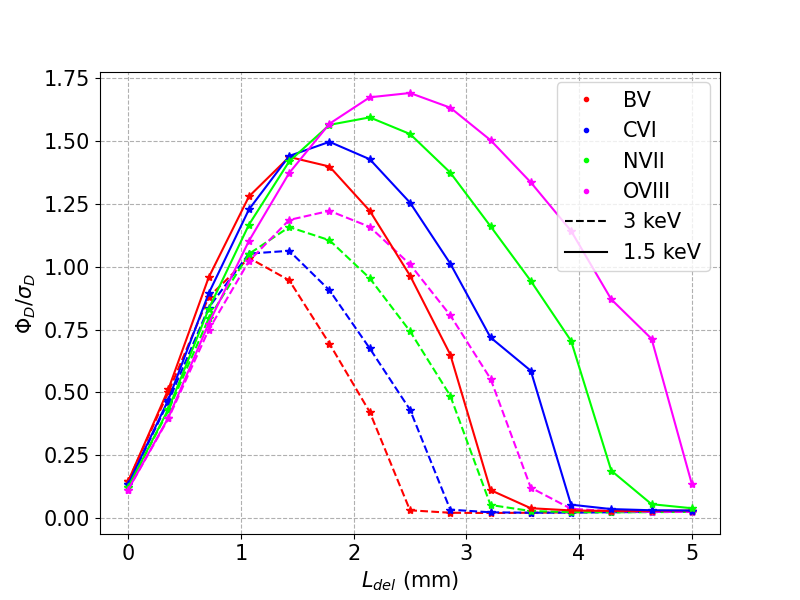 1.75
1.50
1.25
1.00
0.75
0.50
0.25
0.00
Φ_D/σ_D
0 1 2 3 4 5
L_del (mm)
BV
CVI
NVII
OVIII
3 keV
1.5 keV